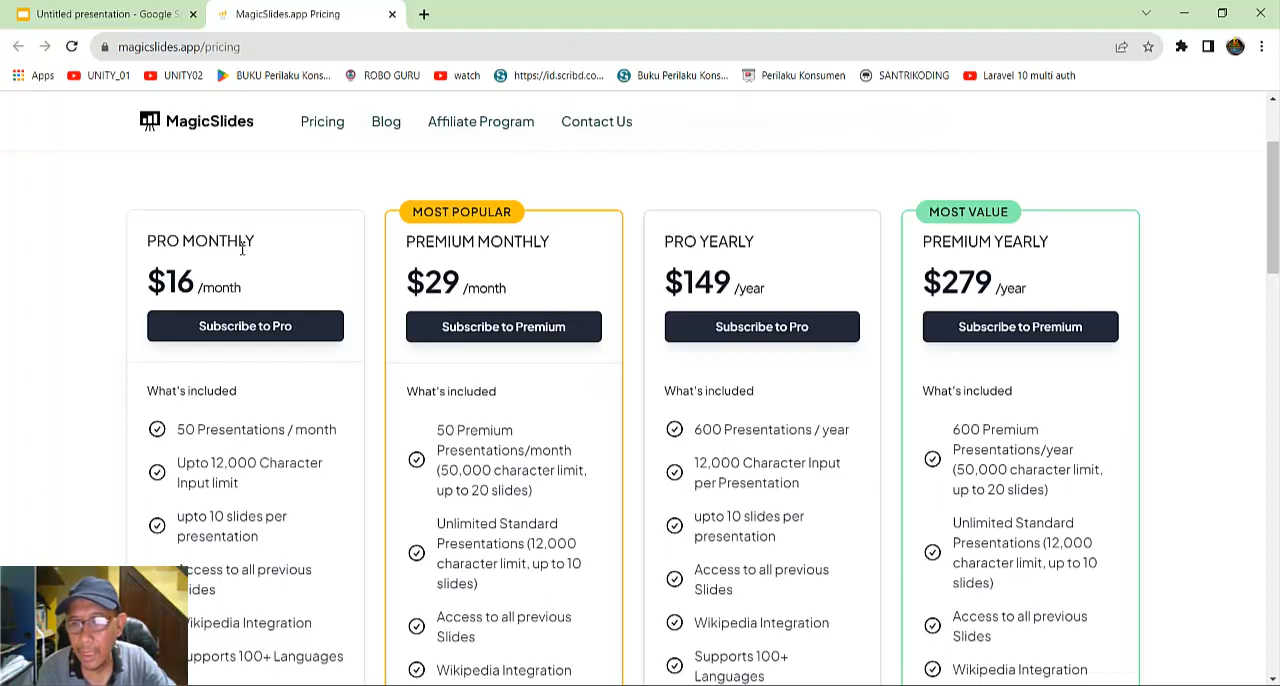 Untitled presentation - Google S
MagicSlides.app Pricing
magicslides.app/pricing
Apps
UNITY_01
UNITY02
BUKU Perilaku Kons...
ROBO GURU
watch
https://id.scribd.co...
Buku Perilaku Kons...
Perilaku Konsumen
SANTRIKODING
Laravel 10 multi auth
MagicSlides
Pricing
Blog
Affiliate Program
Contact Us
PRO MONTHLY
$16 /month
Subscribe to Pro
What's included
50 Presentations / month
Upto 12,000 Character
Input limit
upto 10 slides per
presentation
ccess to all previous
ides
ikipedia Integration
upports 100+ Languages
MOST POPULAR
PREMIUM MONTHLY
$29 /month
Subscribe to Premium
What's included
50 Premium
Presentations/month
(50,000 character limit,
up to 20 slides)
Unlimited Standard
Presentations (12,000
character limit, up to 10
slides)
Access to all previous
Slides
Wikipedia Integration
PRO YEARLY
$149 /year
Subscribe to Pro
What's included
600 Presentations / year
12,000 Character Input
per Presentation
upto 10 slides per
presentation
Access to all previous
Slides
Wikipedia Integration
Supports 100+
Languages
MOST VALUE
PREMIUM YEARLY
$279 /year
Subscribe to Premium
What's included
600 Premium
Presentations/year
(50,000 character limit,
up to 20 slides)
Unlimited Standard
Presentations (12,000
character limit, up to 10
slides)
Access to all previous
Slides
Wikipedia Integration